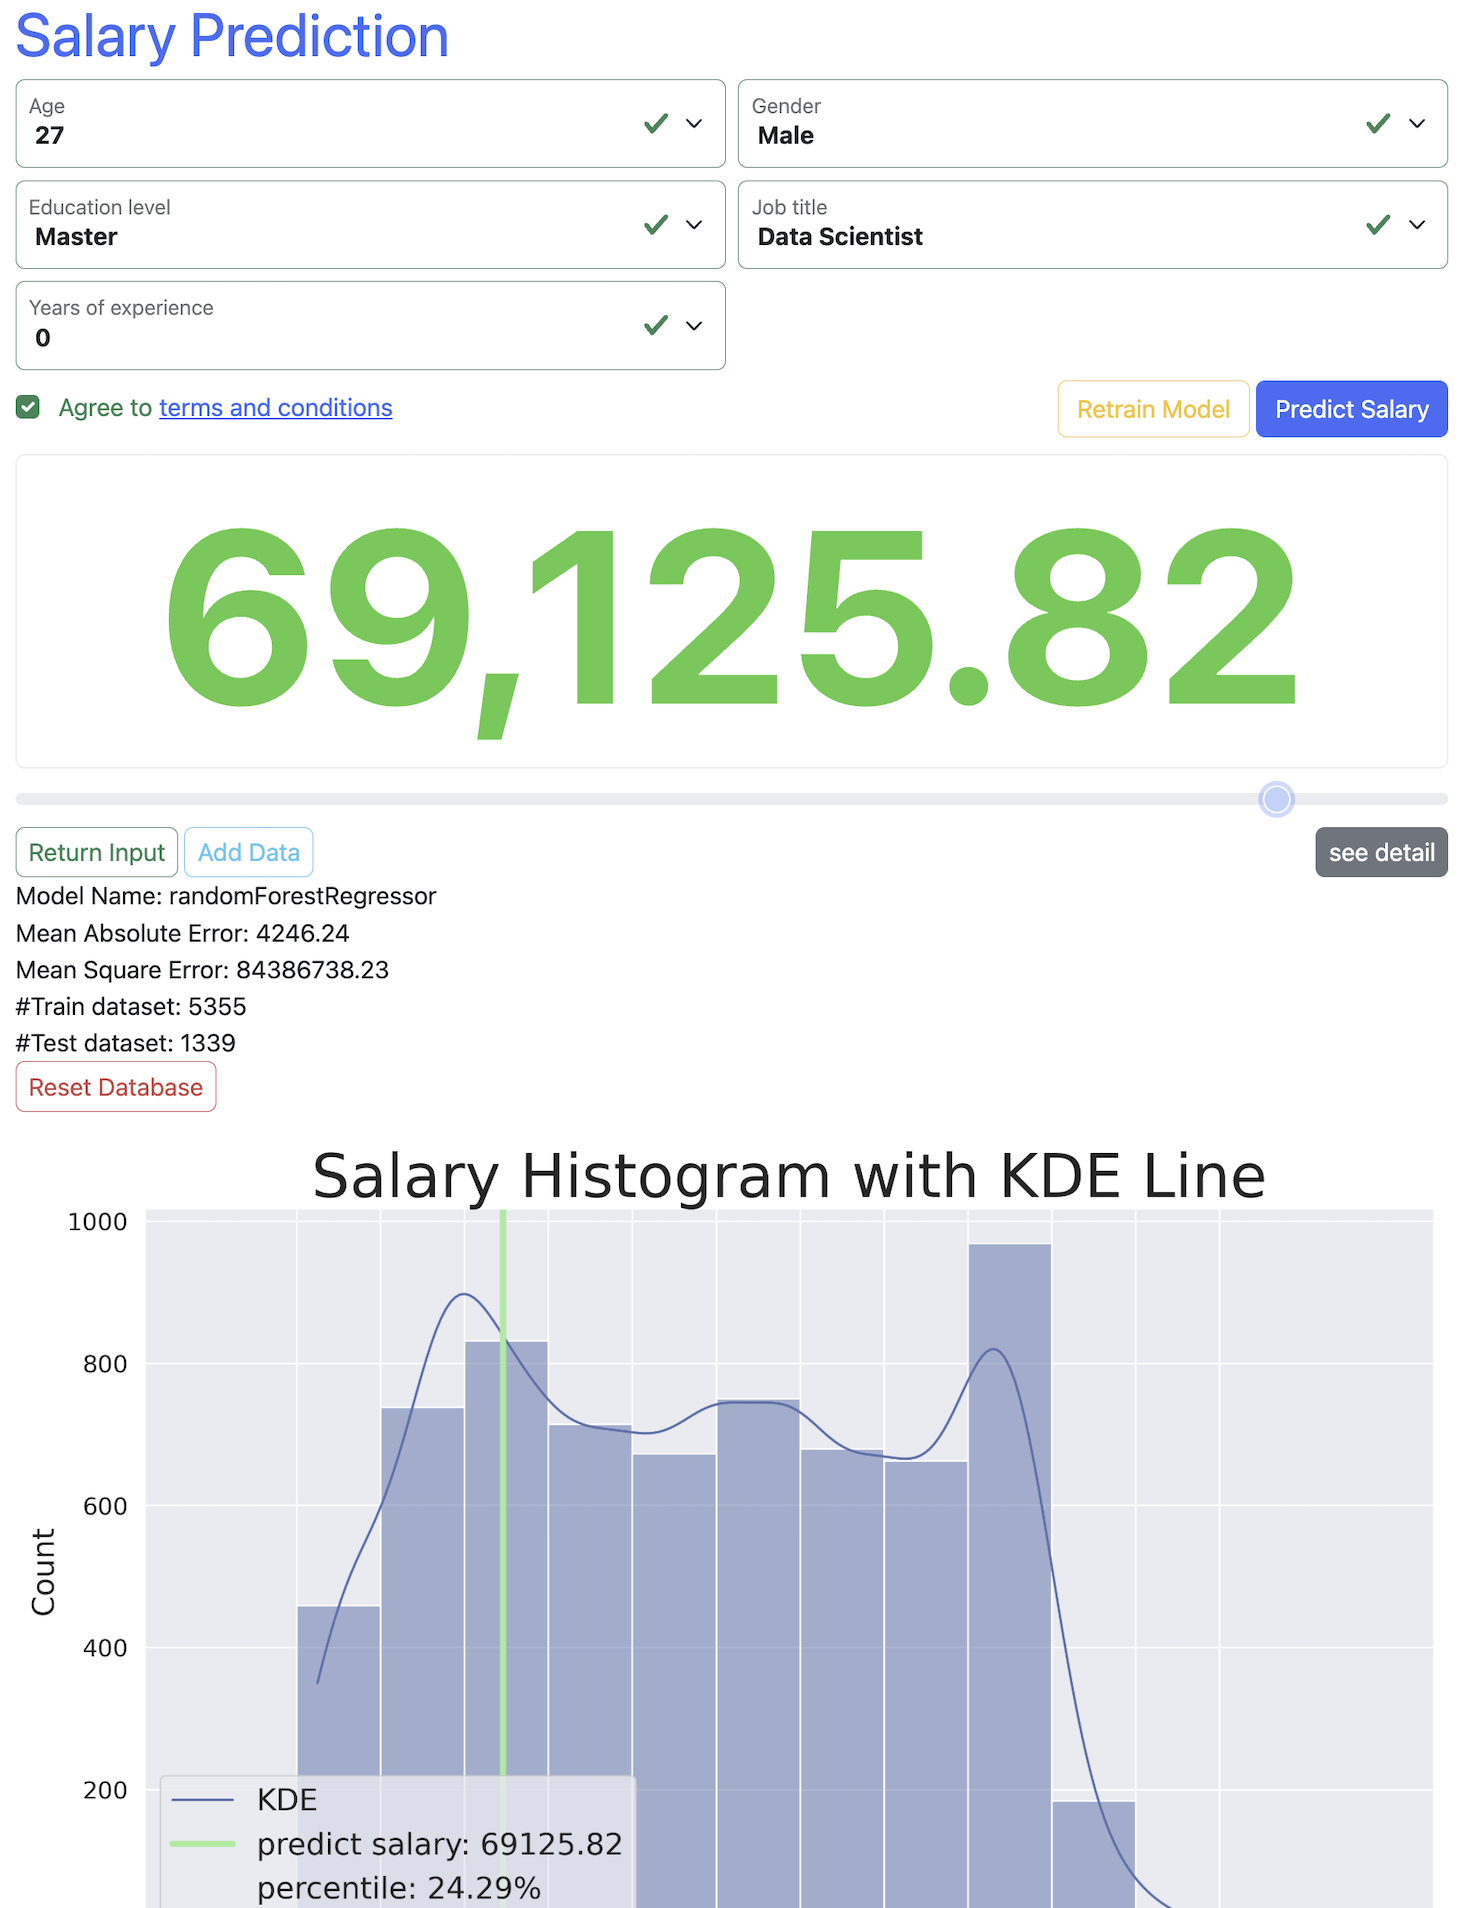 Salary Prediction
Age
27
Gender
Male
Education level
Master
Job title
Data Scientist
Years of experience
0
Agree to terms and conditions
Retrain Model
Predict Salary
69,125.82
Return Input
Add Data
see detail
Model Name: randomForestRegressor
Mean Absolute Error: 4246.24
Mean Square Error: 84386738.23
#Train dataset: 5355
#Test dataset: 1339
Reset Database
Salary Histogram with KDE Line
1000
800
600
400
200
Count
KDE
predict salary: 69125.82
percentile: 24.29%